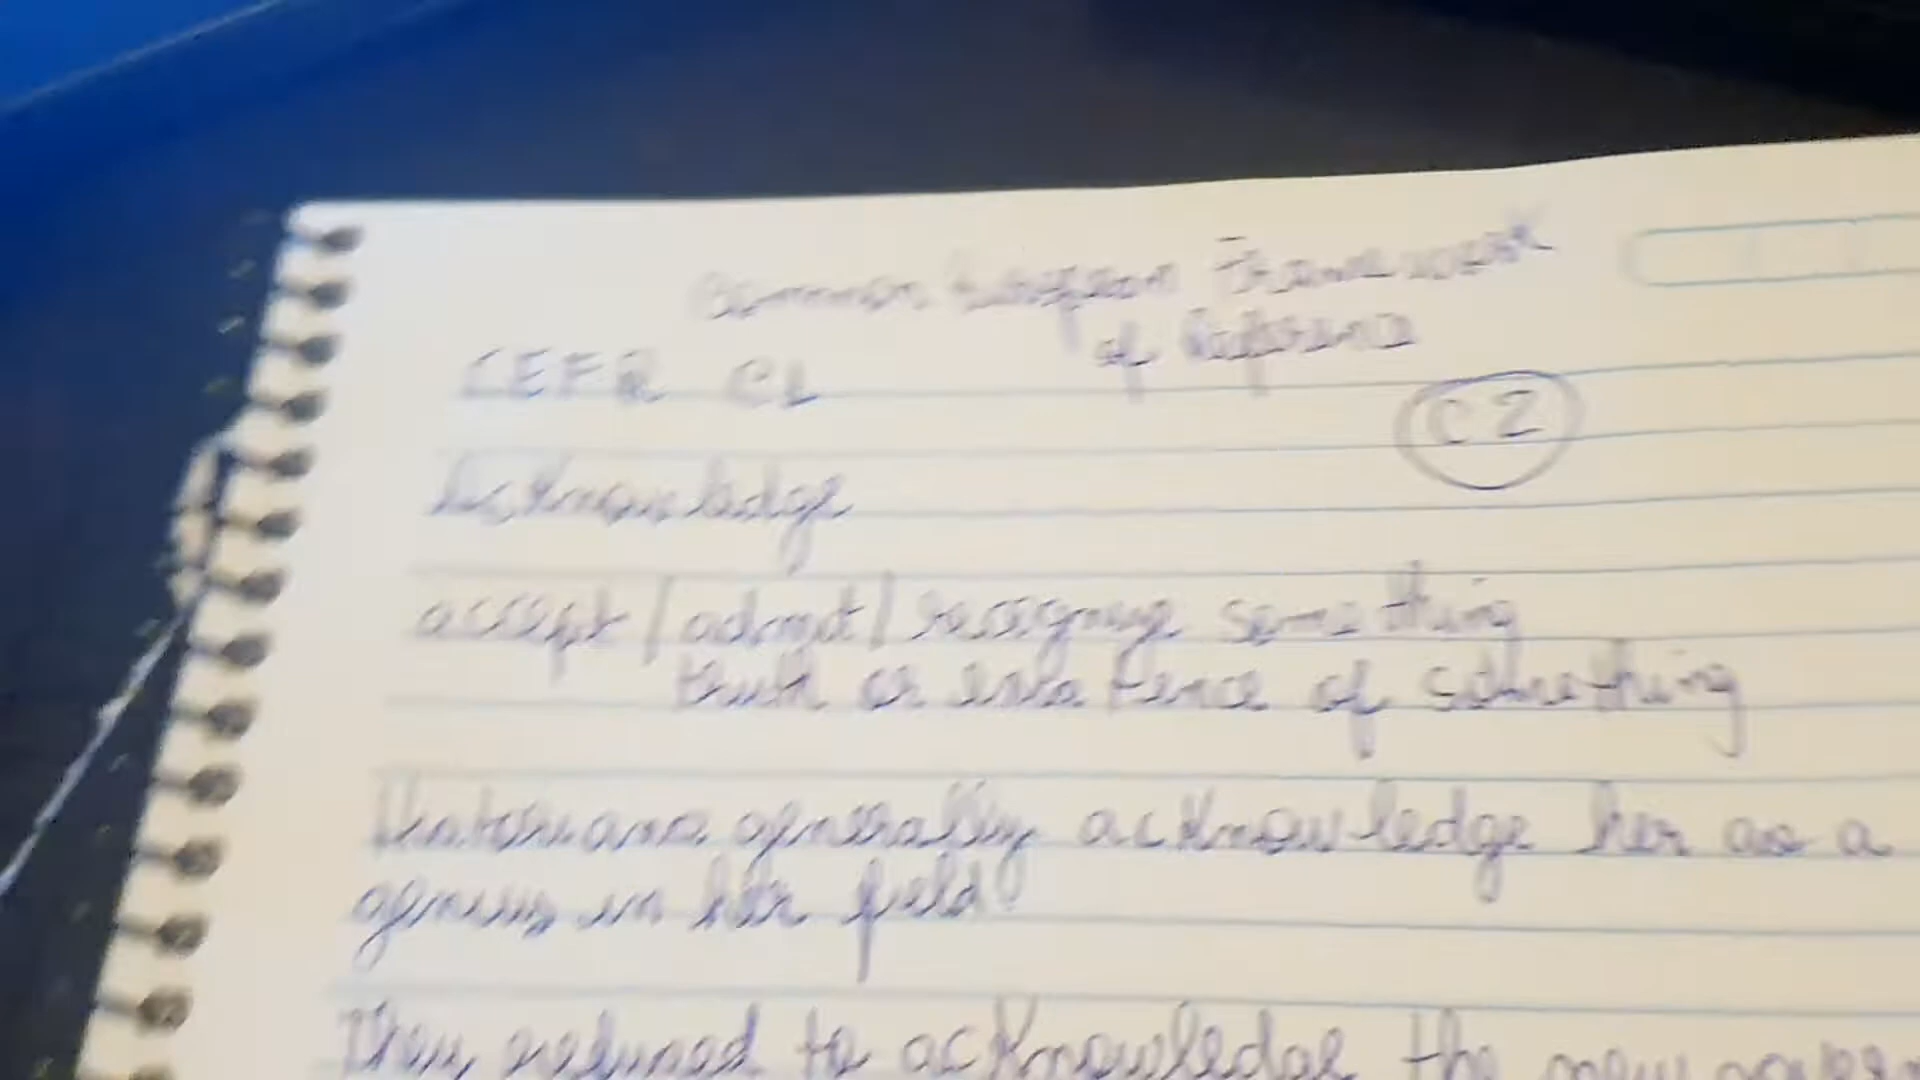 Common European Framework
of Reference
CEFR C1
C2
Acknowledge
accept / admit / recognize something
truth or existence of something
Historians generally acknowledge her as a
genius in her field.
They refused to acknowledge the new